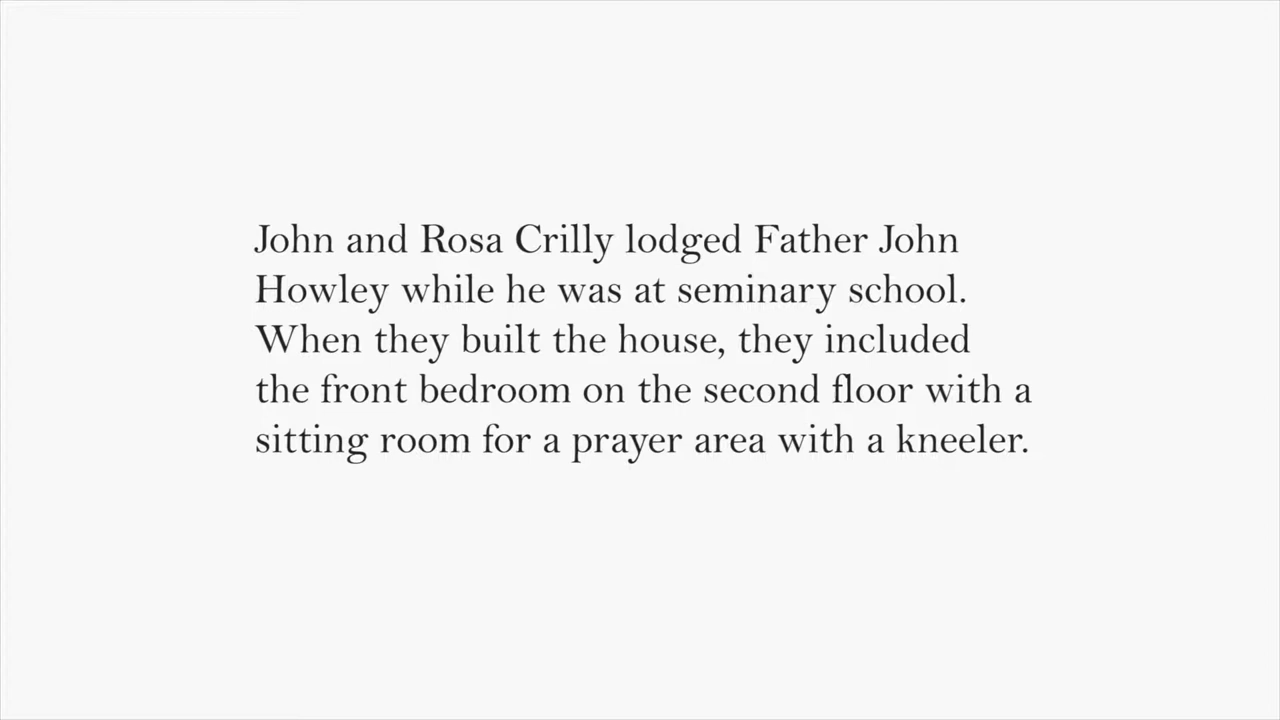 John and Rosa Crilly lodged Father John
Howley while he was at seminary school.
When they built the house, they included
the front bedroom on the second floor with a
sitting room for a prayer area with a kneeler.